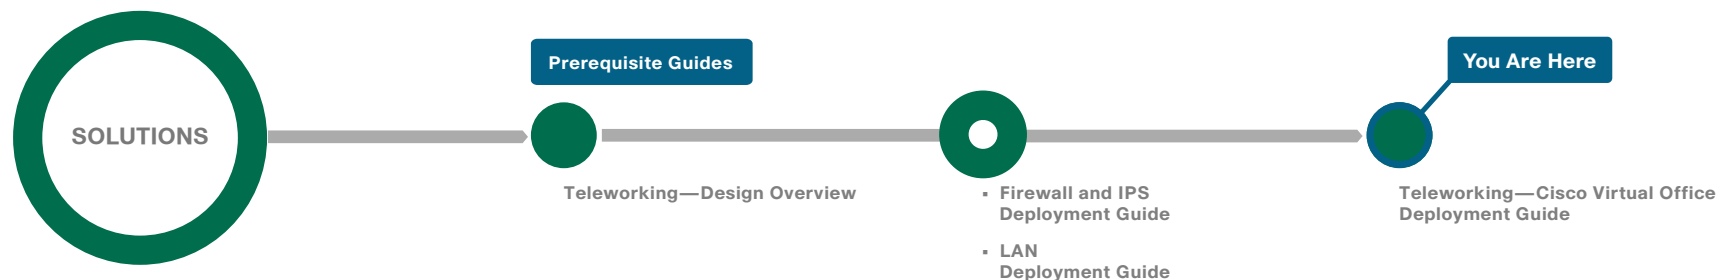 SOLUTIONS
Prerequisite Guides
You Are Here
Teleworking—Design Overview
▪ Firewall and IPS
Deployment Guide
▪ LAN
Deployment Guide
Teleworking—Cisco Virtual Office
Deployment Guide